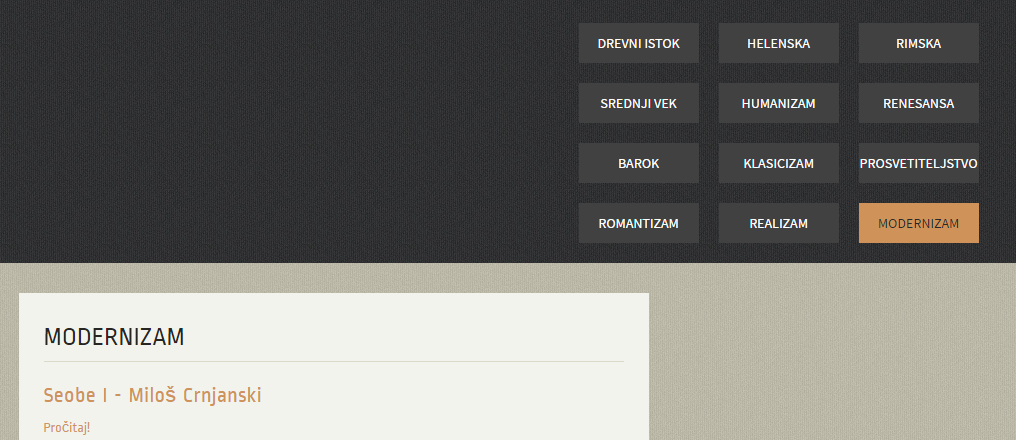 DREVNI ISTOK HELENSKA RIMSKA
SREDNJI VEK HUMANIZAM RENESANSA
BAROK KLASICIZAM PROSVETITELJSTVO
ROMANTIZAM REALIZAM MODERNIZAM
MODERNIZAM
Seobe I - Miloš Crnjanski
Pročitaj!